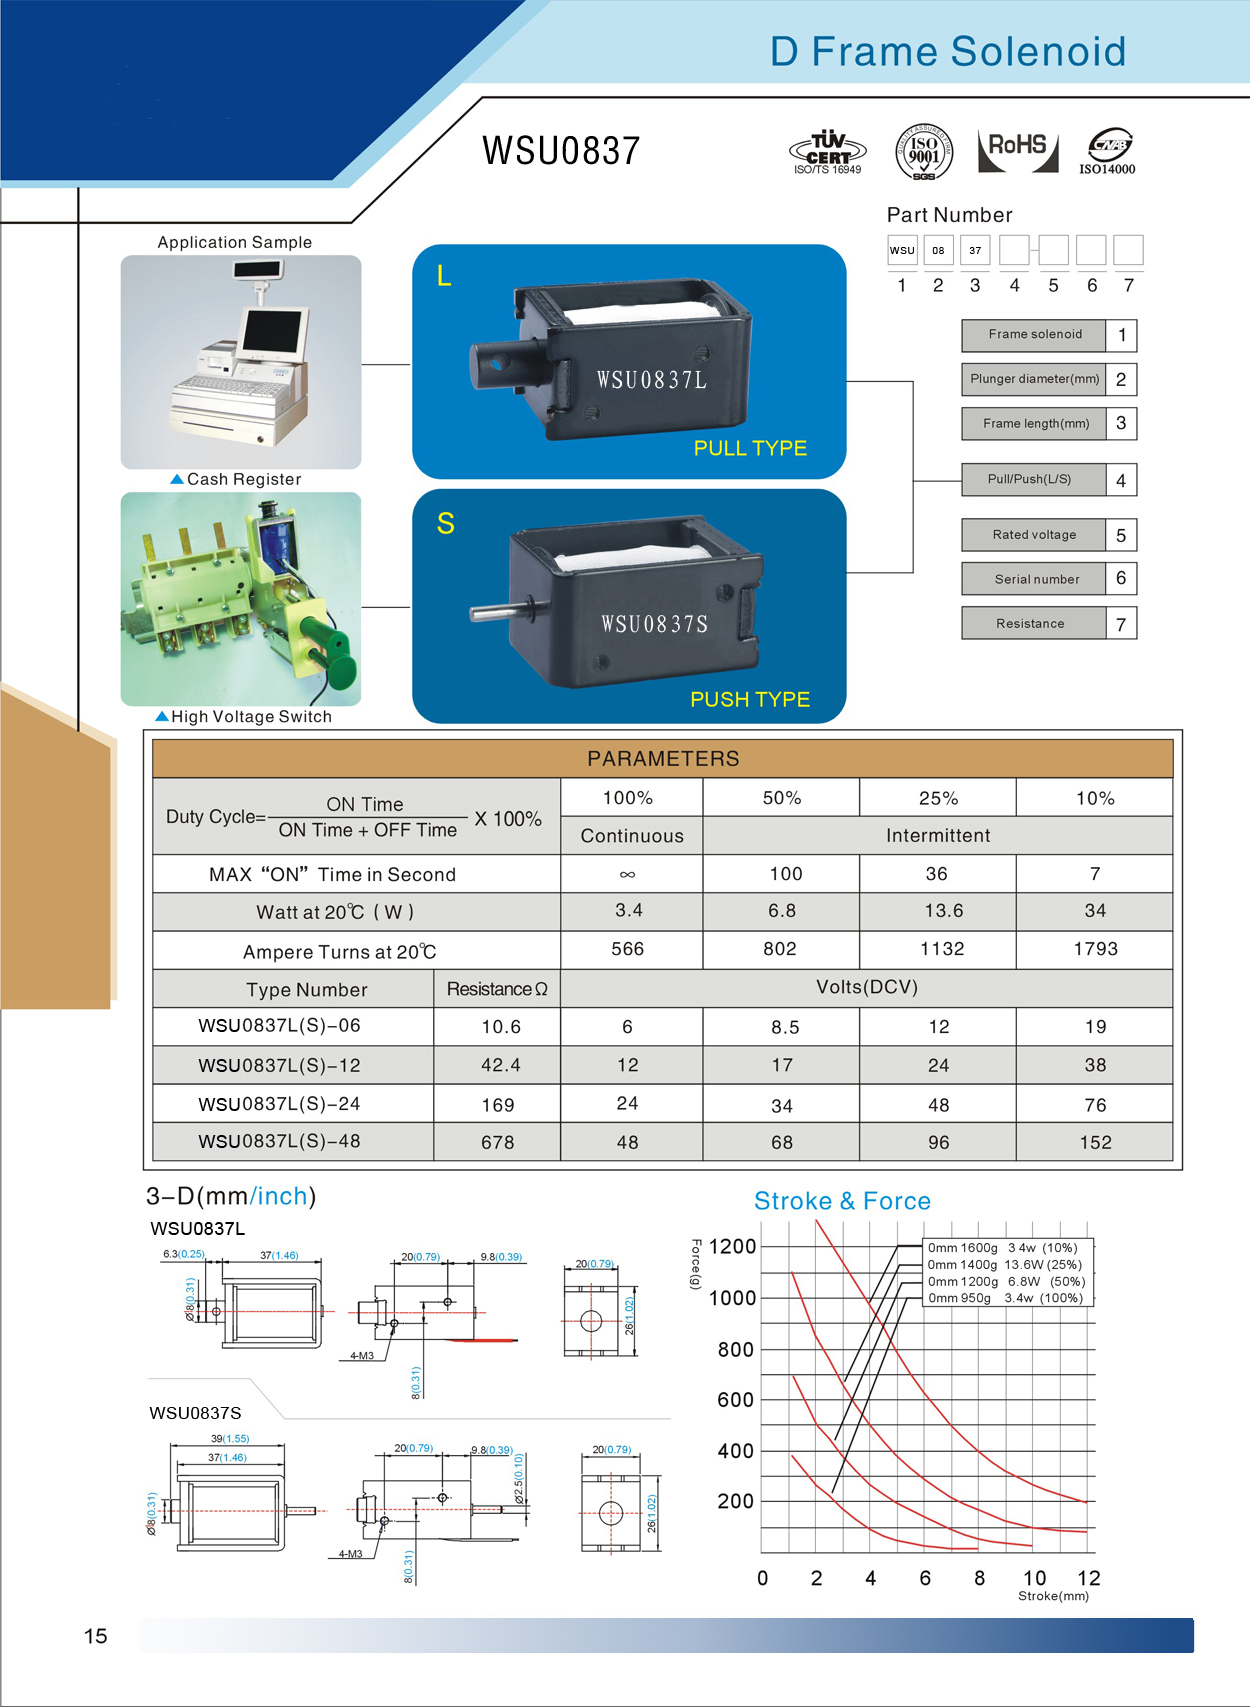 D Frame Solenoid
WSU0837
TÜV
CERT
ISO/TS 16949
QUALITY ASSURED FIRM
ISO
9001
SGS
RoHS
CNAB
ISO14000
Part Number
WSU 08 37 -
1 2 3 4 5 6 7
Frame solenoid 1
Plunger diameter(mm) 2
Frame length(mm) 3
Pull/Push(L/S) 4
Rated voltage 5
Serial number 6
Resistance 7
Application Sample
▲Cash Register
▲High Voltage Switch
L
WSU0837L
PULL TYPE
S
WSU0837S
PUSH TYPE
PARAMETERS
Duty Cycle= ON Time
ON Time + OFF Time X 100%
100% 50% 25% 10%
Continuous Intermittent
MAX “ON” Time in Second ∞ 100 36 7
Watt at 20℃ ( W ) 3.4 6.8 13.6 34
Ampere Turns at 20℃ 566 802 1132 1793
Type Number Resistance Ω Volts(DCV)
WSU0837L(S)-06 10.6 6 8.5 12 19
WSU0837L(S)-12 42.4 12 17 24 38
WSU0837L(S)-24 169 24 34 48 76
WSU0837L(S)-48 678 48 68 96 152
3-D(mm/inch)
WSU0837L
6.3(0.25) 37(1.46) 20(0.79) 9.8(0.39) 20(0.79)
Ø8(0.31)
4-M3
8(0.31)
26(1.02)
WSU0837S
39(1.55)
37(1.46)
20(0.79) 9.8(0.39) 20(0.79)
Ø8(0.31)
Ø2.5(0.10)
4-M3
8(0.31)
26(1.02)
Stroke & Force
Force(g)
1200
1000
800
600
400
200
0mm 1600g 3 4w (10%)
0mm 1400g 13.6W (25%)
0mm 1200g 6.8W (50%)
0mm 950g 3.4w (100%)
0 2 4 6 8 10 12
Stroke(mm)
15